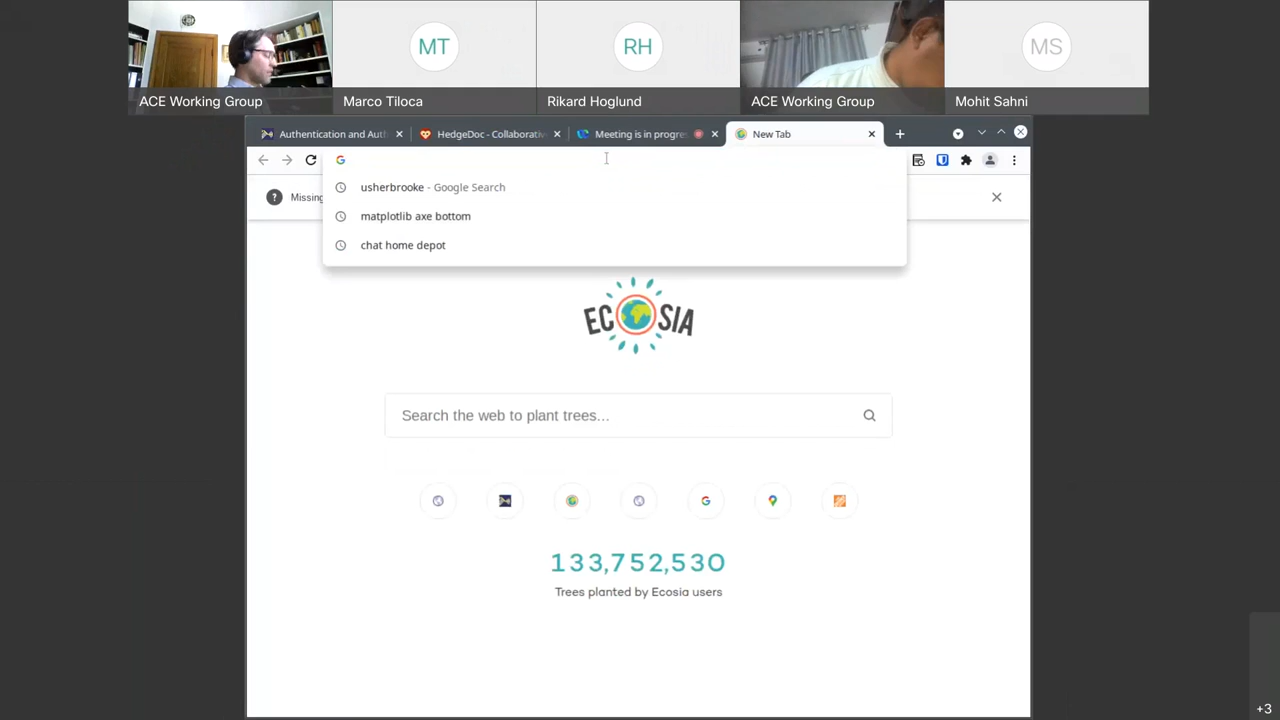 MT
RH
MS
ACE Working Group
Marco Tiloca
Rikard Hoglund
ACE Working Group
Mohit Sahni
Authentication and Auth
HedgeDoc - Collaborativ
Meeting is in progre
New Tab
usherbrooke - Google Search
Missing
matplotlib axe bottom
chat home depot
ECOSIA
Search the web to plant trees...
133,752,530
Trees planted by Ecosia users
+3